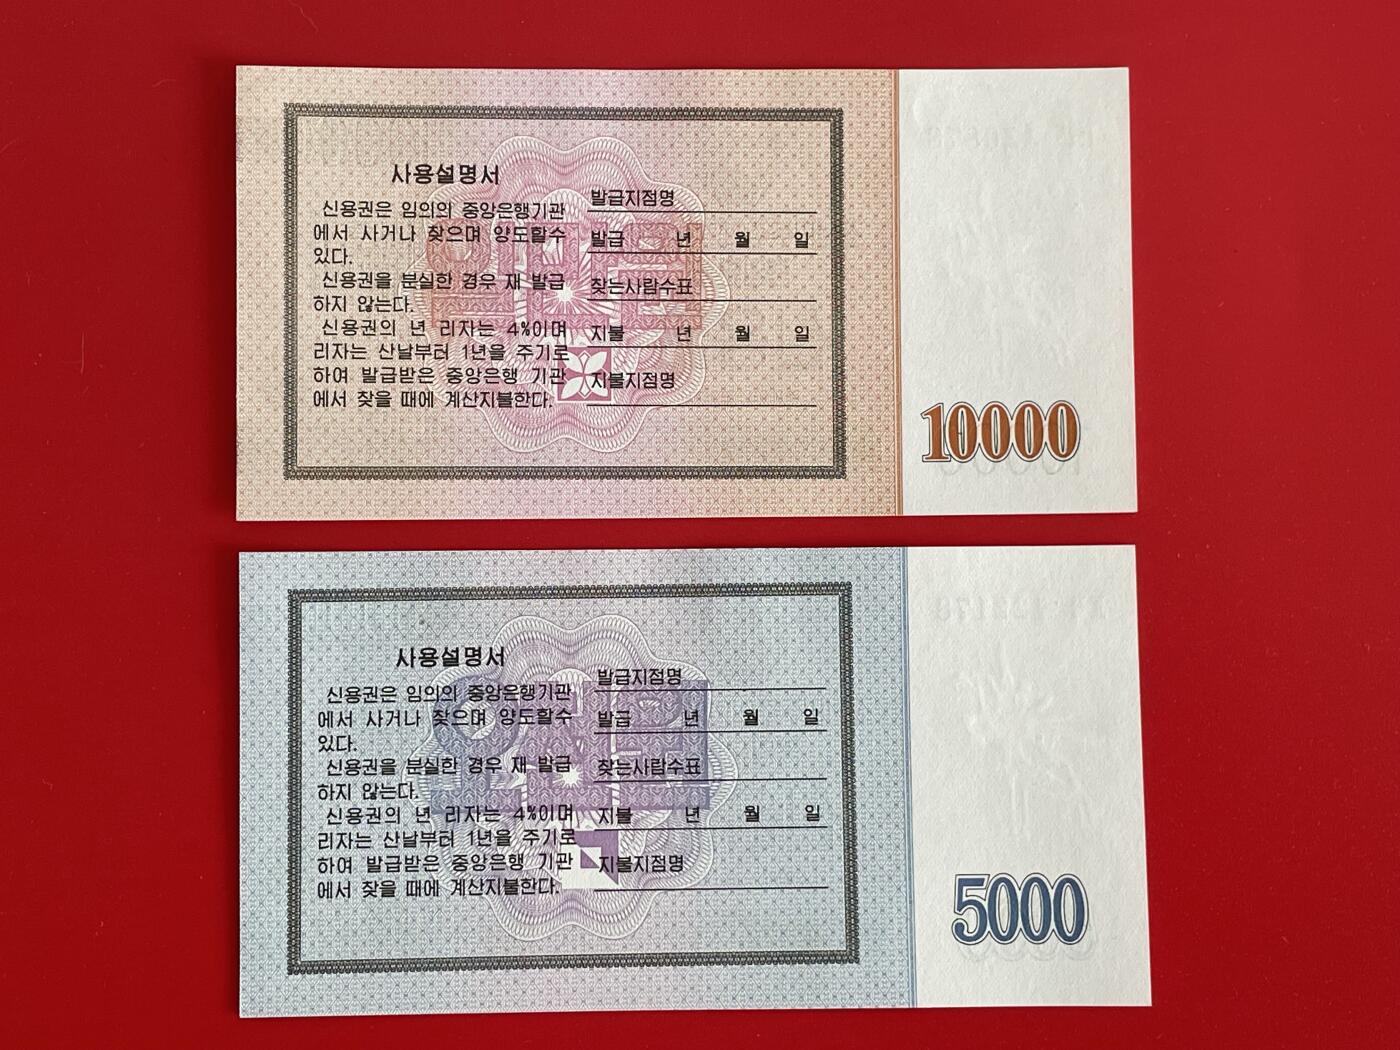 사용설명서
신용권은 임의의 중앙은행기관
에서 사거나 찾으며 양도할수
있다.
신용권을 분실한 경우 재 발급
하지 않는다.
신용권의 년 리자는 4%이며
리자는 산날부터 1년을 주기로
하여 발급받은 중앙은행 기관
에서 찾을 때에 계산지불한다.
발급지점명
발급 년 월 일
찾는사람수표
지불 년 월 일
지불지점명
10000
사용설명서
신용권은 임의의 중앙은행기관
에서 사거나 찾으며 양도할수
있다.
신용권을 분실한 경우 재 발급
하지 않는다.
신용권의 년 리자는 4%이며
리자는 산날부터 1년을 주기로
하여 발급받은 중앙은행 기관
에서 찾을 때에 계산지불한다.
발급지점명
발급 년 월 일
찾는사람수표
지불 년 월 일
지불지점명
5000